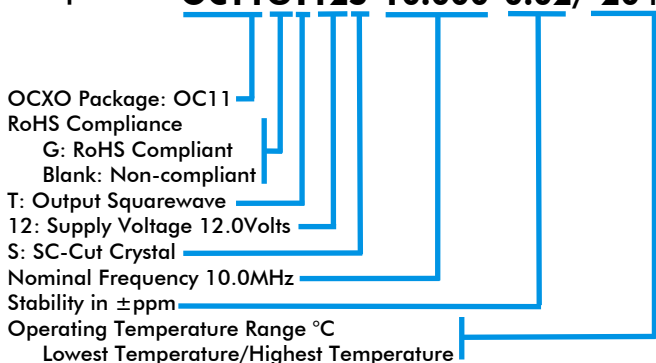 OCXO Package: OC11
RoHS Compliance
G: RoHS Compliant
Blank: Non-compliant
T: Output Squarewave
12: Supply Voltage 12.0Volts
S: SC-Cut Crystal
Nominal Frequency 10.0MHz
Stability in ±ppm
Operating Temperature Range °C
Lowest Temperature/Highest Temperature